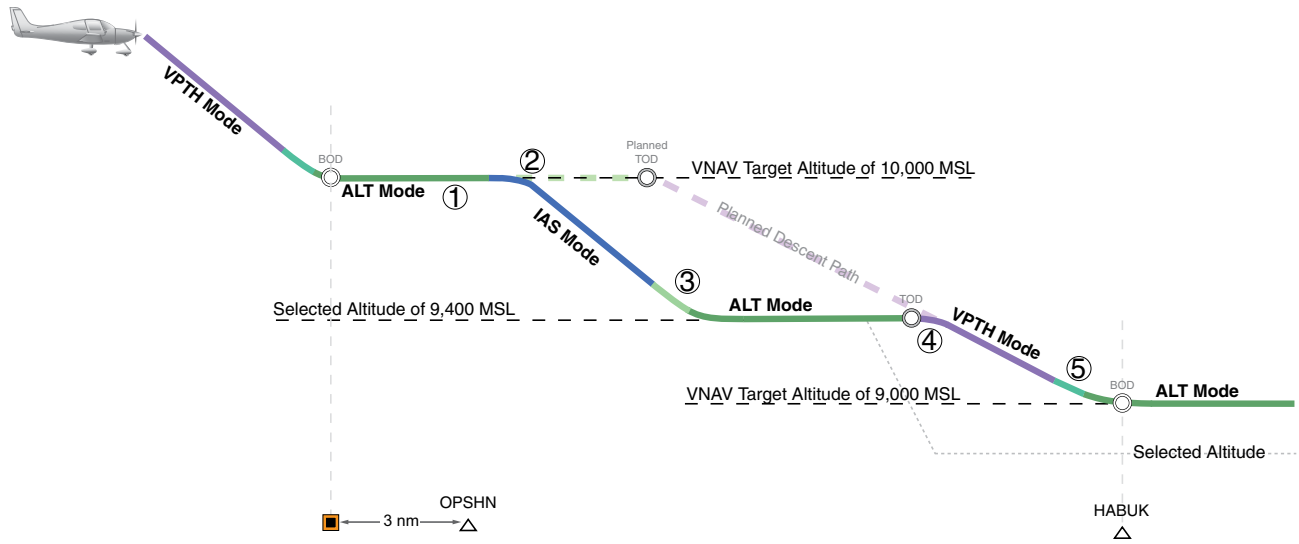 VPTH Mode
BOD
ALT Mode
①
②
Planned
TOD
VNAV Target Altitude of 10,000 MSL
IAS Mode
Planned Descent Path
③
Selected Altitude of 9,400 MSL
ALT Mode
TOD
④
VPTH Mode
⑤
VNAV Target Altitude of 9,000 MSL
BOD
ALT Mode
Selected Altitude
3 nm
OPSHN
HABUK